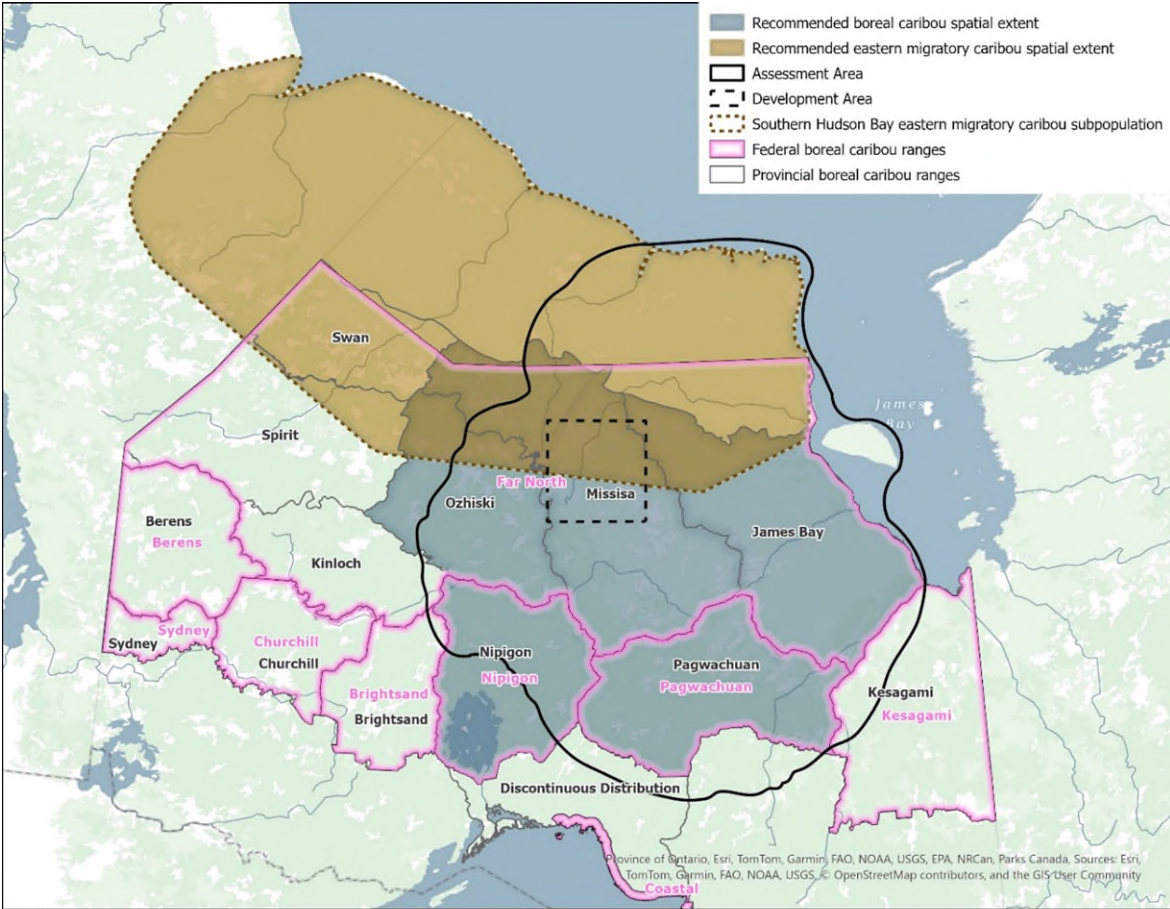 Recommended boreal caribou spatial extent
Recommended eastern migratory caribou spatial extent
Assessment Area
Development Area
Southern Hudson Bay eastern migratory caribou subpopulation
Federal boreal caribou ranges
Provincial boreal caribou ranges
Swan
James
Bay
Spirit
Far North
Ozhiski
Missisa
Berens
Berens
James Bay
Kinloch
Sydney
Sydney
Churchill
Churchill
Nipigon
Nipigon
Pagwachuan
Pagwachuan
Brightsand
Brightsand
Kesagami
Kesagami
Discontinuous Distribution
Province of Ontario, Esri, TomTom, Garmin, FAO, NOAA, USGS, EPA, NRCan, Parks Canada, Sources: Esri,
TomTom, Garmin, FAO, NOAA, USGS, © OpenStreetMap contributors, and the GIS User Community
Coastal